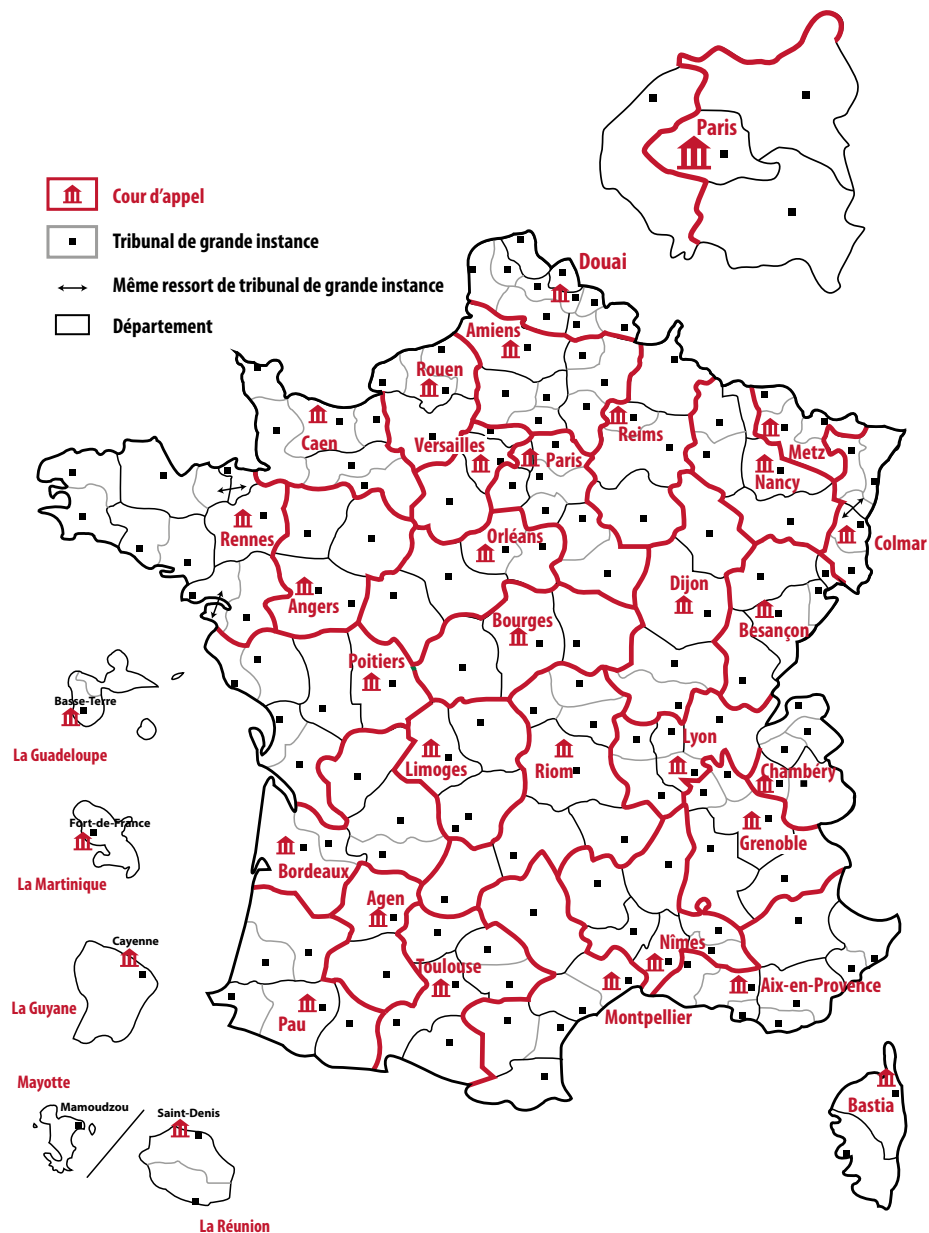 Paris
Cour d'appel
Tribunal de grande instance
Même ressort de tribunal de grande instance
Département
Douai
Amiens
Rouen
Caen
Versailles
Paris
Reims
Metz
Nancy
Colmar
Rennes
Orléans
Angers
Dijon
Bourges
Besançon
Poitiers
Basse-Terre
La Guadeloupe
Limoges
Riom
Lyon
Chambéry
Fort-de-France
La Martinique
Bordeaux
Grenoble
Agen
Cayenne
La Guyane
Toulouse
Nîmes
Aix-en-Provence
Pau
Montpellier
Mayotte
Mamoudzou
Saint-Denis
La Réunion
Bastia